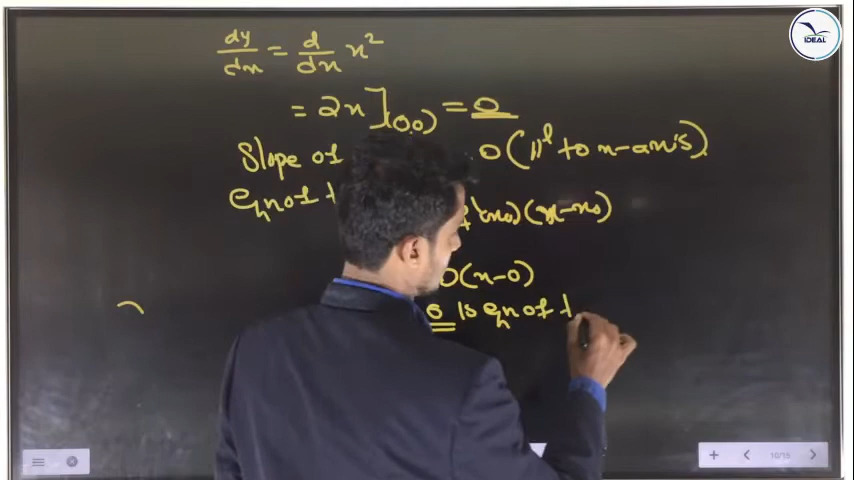 IDEAL
dy/dx = d/dx x²
= 2x](0,0) = 0
Slope of 0 (11ˡ to x-axis)
Eqn of t (x₀)(x-x₀)
0(x-0)
0 is eqn of t
10/15